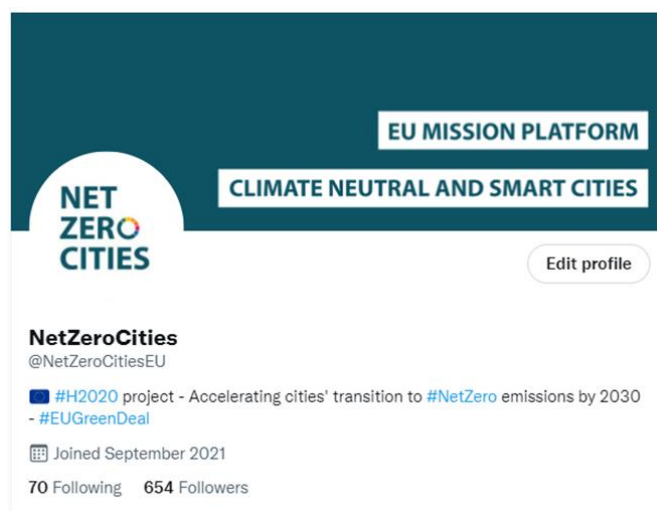 EU MISSION PLATFORM
CLIMATE NEUTRAL AND SMART CITIES
NET
ZERO
CITIES
Edit profile
NetZeroCities
@NetZeroCitiesEU
#H2020 project - Accelerating cities' transition to #NetZero emissions by 2030
- #EUGreenDeal
Joined September 2021
70 Following 654 Followers